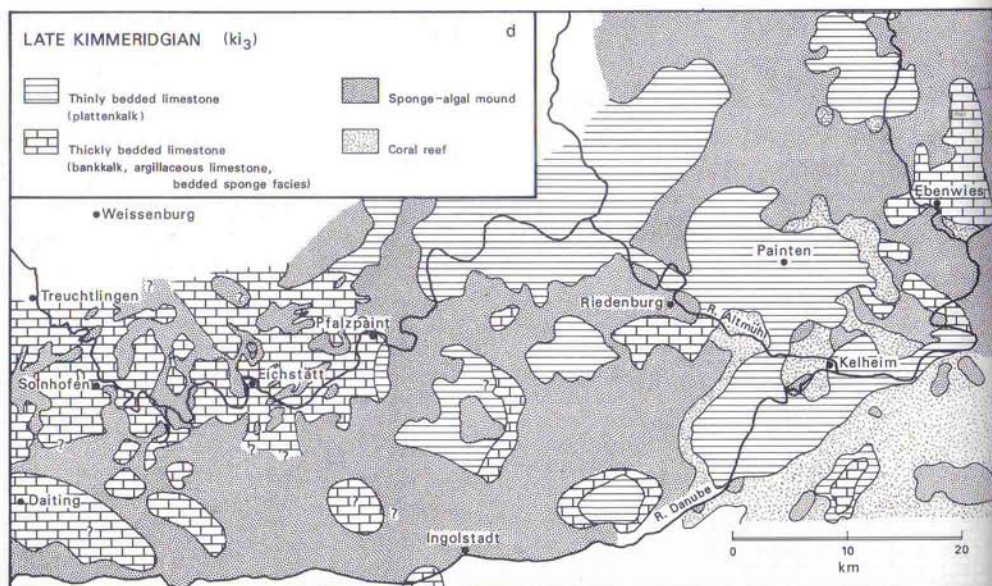 LATE KIMMERIDGIAN (ki3)
d
Thinly bedded limestone
(plattenkalk)
Sponge-algal mound
Thickly bedded limestone
(bankkalk, argillaceous limestone,
bedded sponge facies)
Coral reef
Weissenburg
Ebenwies
Painten
?
?
Treuchtlingen
Riedenburg
R. (Altmühl)
Pfalzpaint
Kelheim
Solnhofen
Eichstätt
?
?
?
?
Daiting
?
?
?
R. Danube
Ingolstadt
0 10 20
km